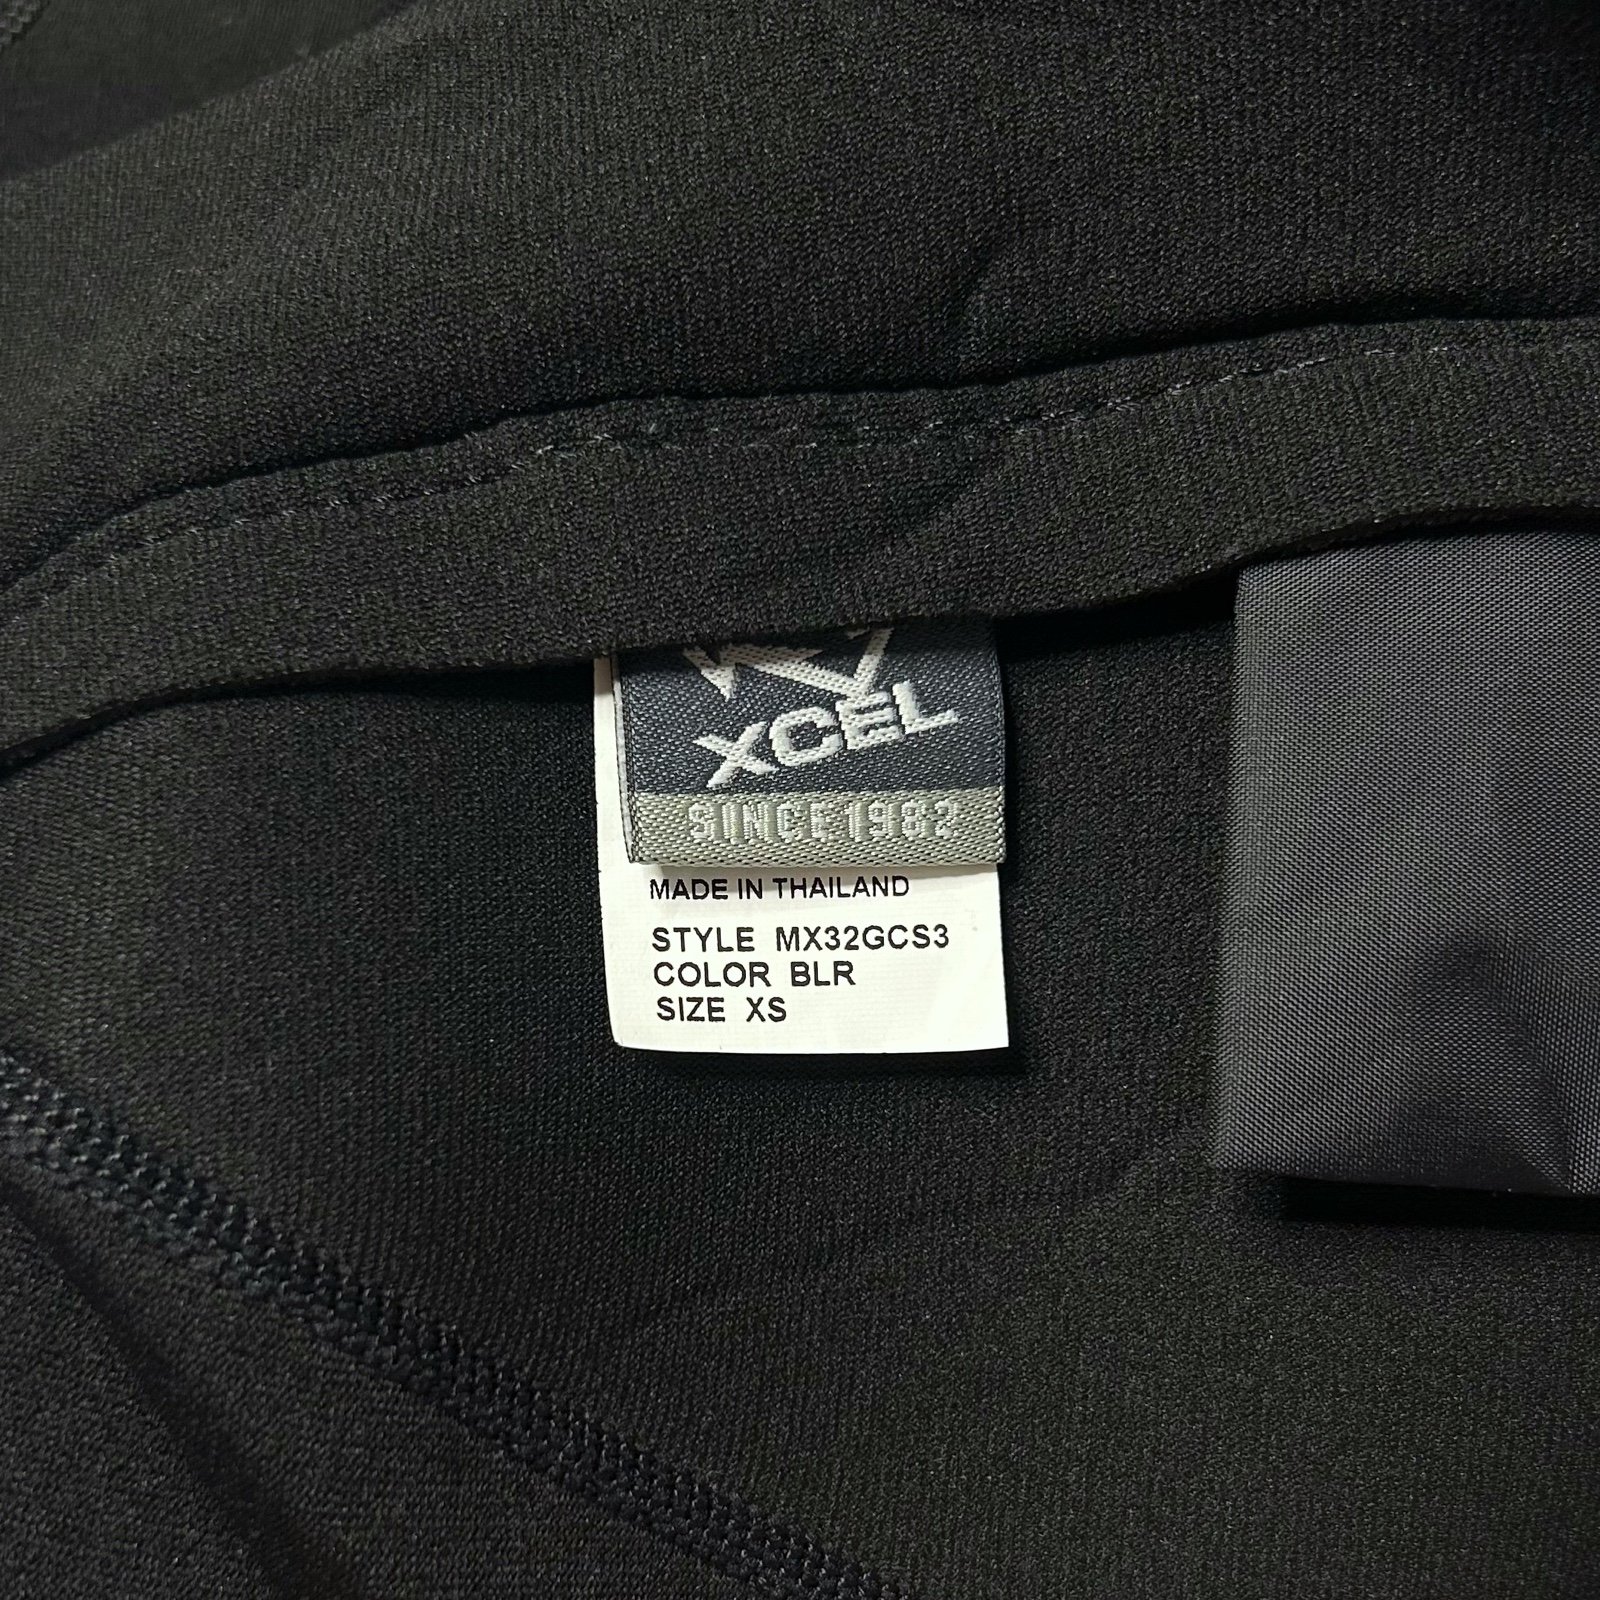 XCEL
SINCE 1982
MADE IN THAILAND
STYLE MX32GCS3
COLOR BLR
SIZE XS